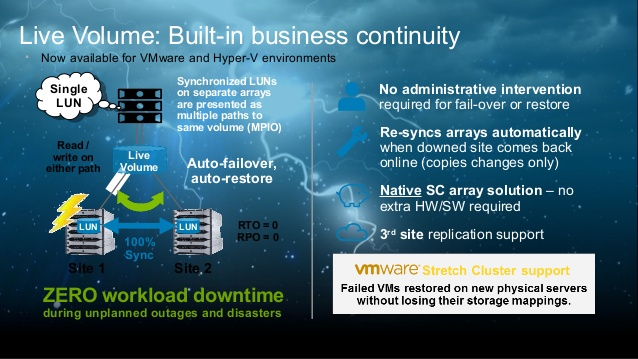 Live Volume: Built-in business continuity
Now available for VMware and Hyper-V environments
Single
LUN
Synchronized LUNs
on separate arrays
are presented as
multiple paths to
same volume (MPIO)
Read /
write on
either path
Live
Volume
Auto-failover,
auto-restore
LUN
LUN
100%
Sync
RTO = 0
RPO = 0
Site 1
Site 2
ZERO workload downtime
during unplanned outages and disasters
No administrative intervention
required for fail-over or restore
Re-syncs arrays automatically
when downed site comes back
online (copies changes only)
Native SC array solution – no
extra HW/SW required
3rd site replication support
vmware Stretch Cluster support
Failed VMs restored on new physical servers
without losing their storage mappings.